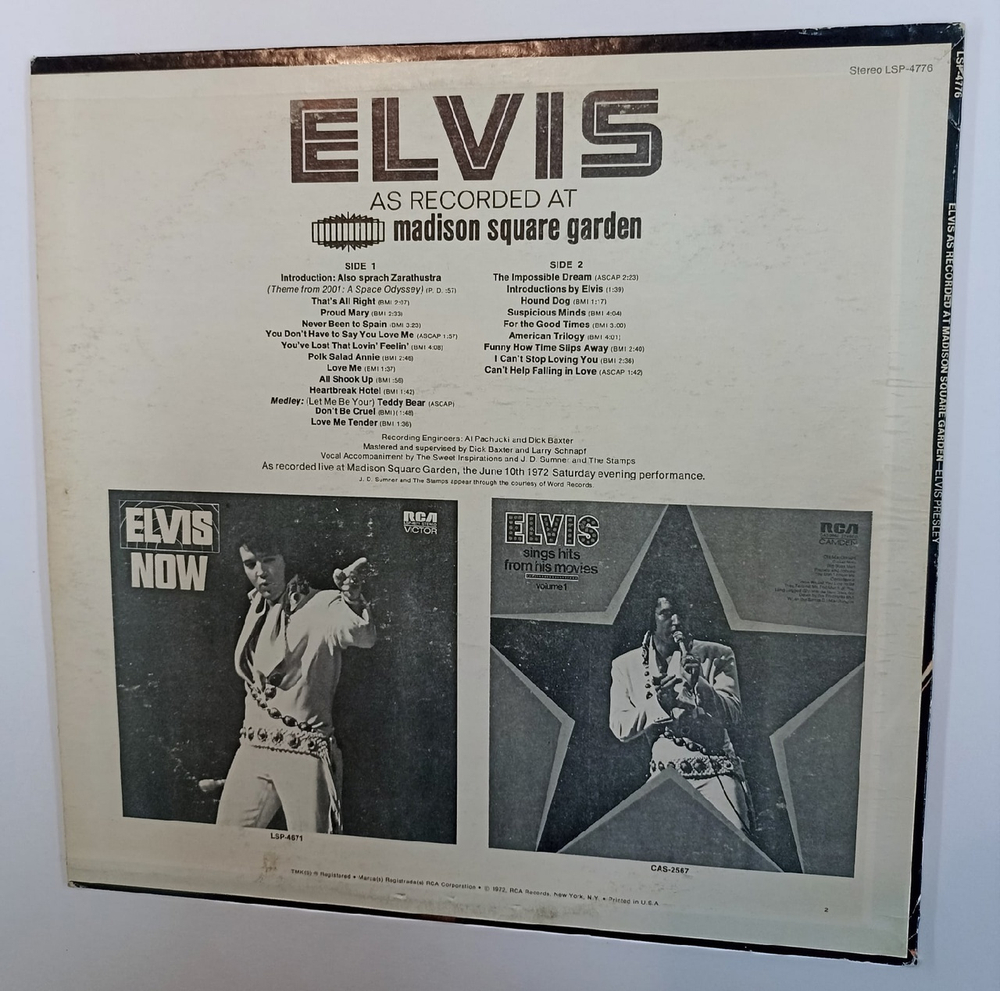 Stereo LSP-4776
LSP-4776
ELVIS AS RECORDED AT MADISON SQUARE GARDEN—ELVIS PRESLEY
ELVIS
AS RECORDED AT
madison square garden
SIDE 1
Introduction: Also sprach Zarathustra
(Theme from 2001: A Space Odyssey) (P. D. :57)
That's All Right (BMI 2:07)
Proud Mary (BMI 2:33)
Never Been to Spain (BMI 3:23)
You Don't Have to Say You Love Me (ASCAP 1:57)
You've Lost That Lovin' Feelin' (BMI 4:08)
Polk Salad Annie (BMI 2:46)
Love Me (BMI 1:37)
All Shook Up (BMI :56)
Heartbreak Hotel (BMI 1:42)
Medley: (Let Me Be Your) Teddy Bear (ASCAP)
Don't Be Cruel (BMI) (1:48)
Love Me Tender (BMI 1:36)
SIDE 2
The Impossible Dream (ASCAP 2:23)
Introductions by Elvis (1:39)
Hound Dog (BMI 1:17)
Suspicious Minds (BMI 4:04)
For the Good Times (BMI 3:00)
American Trilogy (BMI 4:01)
Funny How Time Slips Away (BMI 2:40)
I Can't Stop Loving You (BMI 2:36)
Can't Help Falling in Love (ASCAP 1:42)
Recording Engineers: Al Pachucki and Dick Baxter
Mastered and supervised by Dick Baxter and Larry Schnapf
Vocal Accompaniment by The Sweet Inspirations and J. D. Sumner and The Stamps
As recorded live at Madison Square Garden, the June 10th 1972 Saturday evening performance.
J. D. Sumner and The Stamps appear through the courtesy of Word Records.
ELVIS
NOW
RCA
VICTOR
LSP-4671
ELVIS
sings hits
from his movies
volume 1
RCA
CAMDEN
CAS-2567
TMK(s) ® Registered • Marca(s) Registrada(s) RCA Corporation • © 1972, RCA Records, New York, N.Y. • Printed in U.S.A.
2